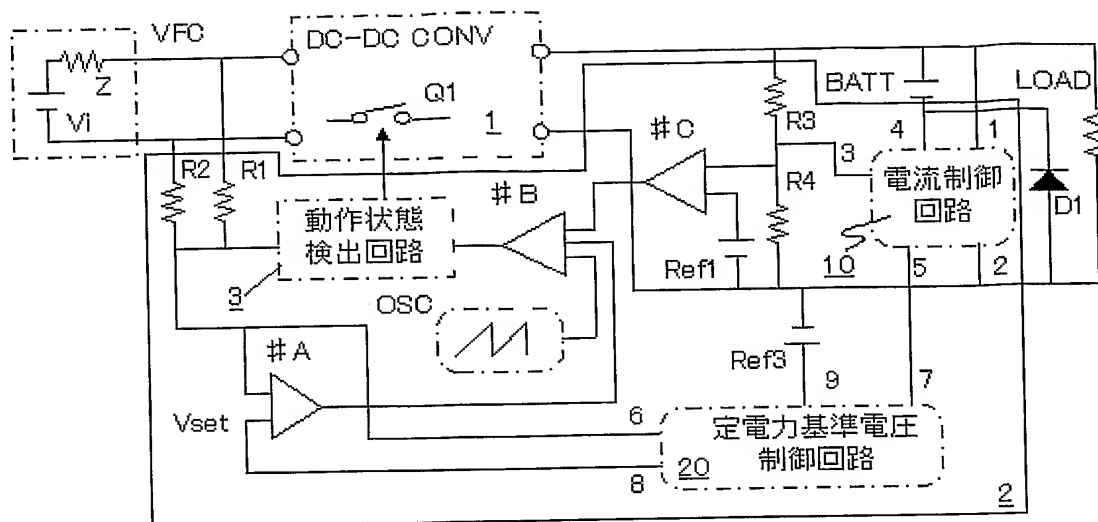 VFC
DC-DC CONV
Z
Vi
Q1
1
BATT
LOAD
R3
4
1
#C
3
R2
R1
R4
電流制御
回路
D1
#B
動作状態
検出回路
Ref1
10
5
2
3
OSC
#A
Ref3
9
7
Vset
6
定電力基準電圧
制御回路
20
8
2